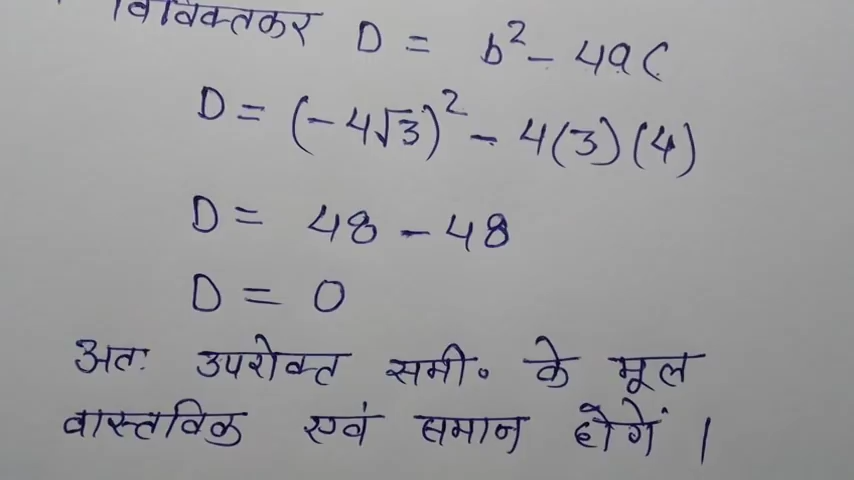 विविक्तकर D = b² - 4ac
D = (-4√3)² - 4(3)(4)
D = 48 - 48
D = 0
अतः उपरोक्त समी. के मूल
वास्तविक एवं समान होगें ।